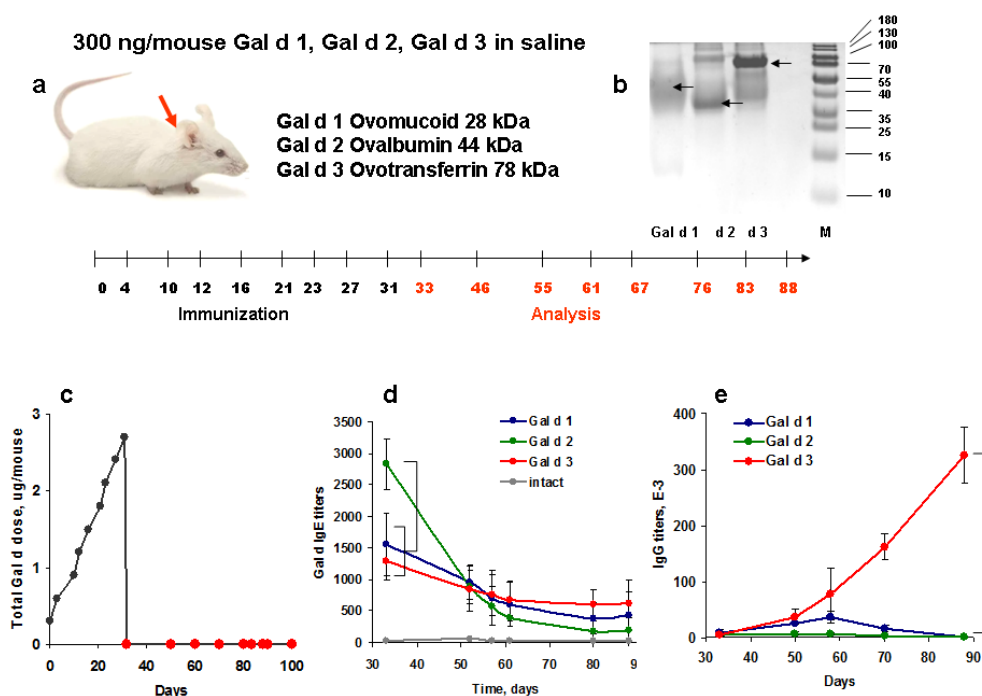 300 ng/mouse Gal d 1, Gal d 2, Gal d 3 in saline
a
Gal d 1 Ovomucoid 28 kDa
Gal d 2 Ovalbumin 44 kDa
Gal d 3 Ovotransferrin 78 kDa
b
180
130
100
70
55
40
35
25
15
10
Gal d 1 d 2 d 3 M
0 4 10 12 16 21 23 27 31 33 46 55 61 67 76 83 88
Immunization Analysis
c
Total Gal d dose, ug/mouse
3
2
1
0
0 20 40 60 80 100
Days
d
Gal d IgE titers
3500
3000
2500
2000
1500
1000
500
0
Gal d 1
Gal d 2
Gal d 3
intact
30 40 50 60 80 9
Time, days
e
IgG titers, E-3
400
300
200
100
0
Gal d 1
Gal d 2
Gal d 3
30 50 60 70 90
Days